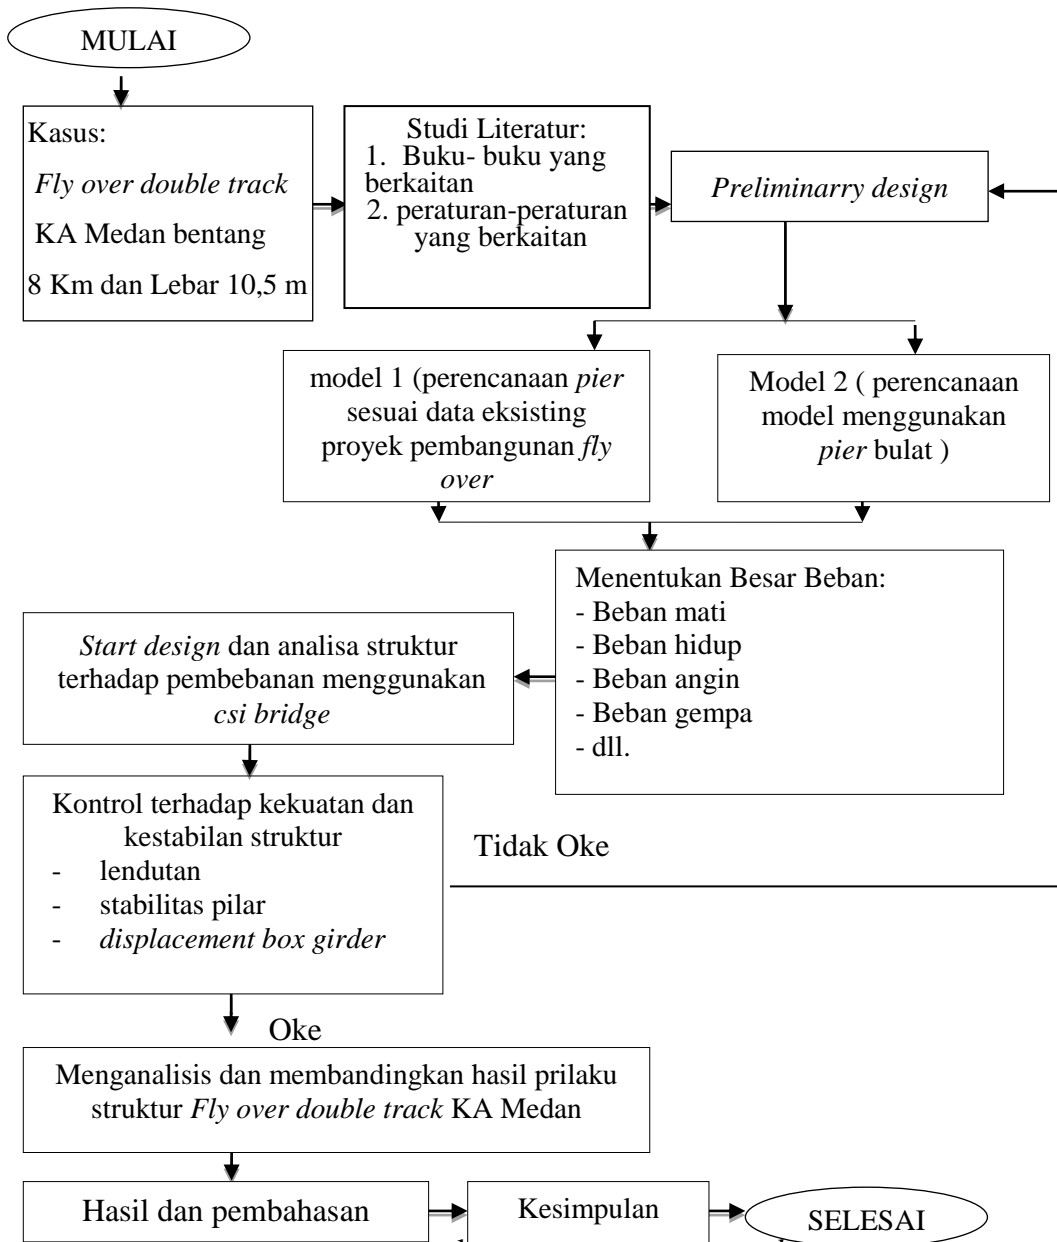 MULAI
Kasus:
Fly over double track
KA Medan bentang
8 Km dan Lebar 10,5 m
Studi Literatur:
1. Buku- buku yang
berkaitan
2. peraturan-peraturan
yang berkaitan
Preliminarry design
model 1 (perencanaan pier
sesuai data eksisting
proyek pembangunan fly
over
Model 2 ( perencanaan
model menggunakan
pier bulat )
Menentukan Besar Beban:
- Beban mati
- Beban hidup
- Beban angin
- Beban gempa
- dll.
Start design dan analisa struktur
terhadap pembebanan menggunakan
csi bridge
Kontrol terhadap kekuatan dan
kestabilan struktur
- lendutan
- stabilitas pilar
- displacement box girder
Tidak Oke
Oke
Menganalisis dan membandingkan hasil prilaku
struktur Fly over double track KA Medan
Hasil dan pembahasan
Kesimpulan
SELESAI